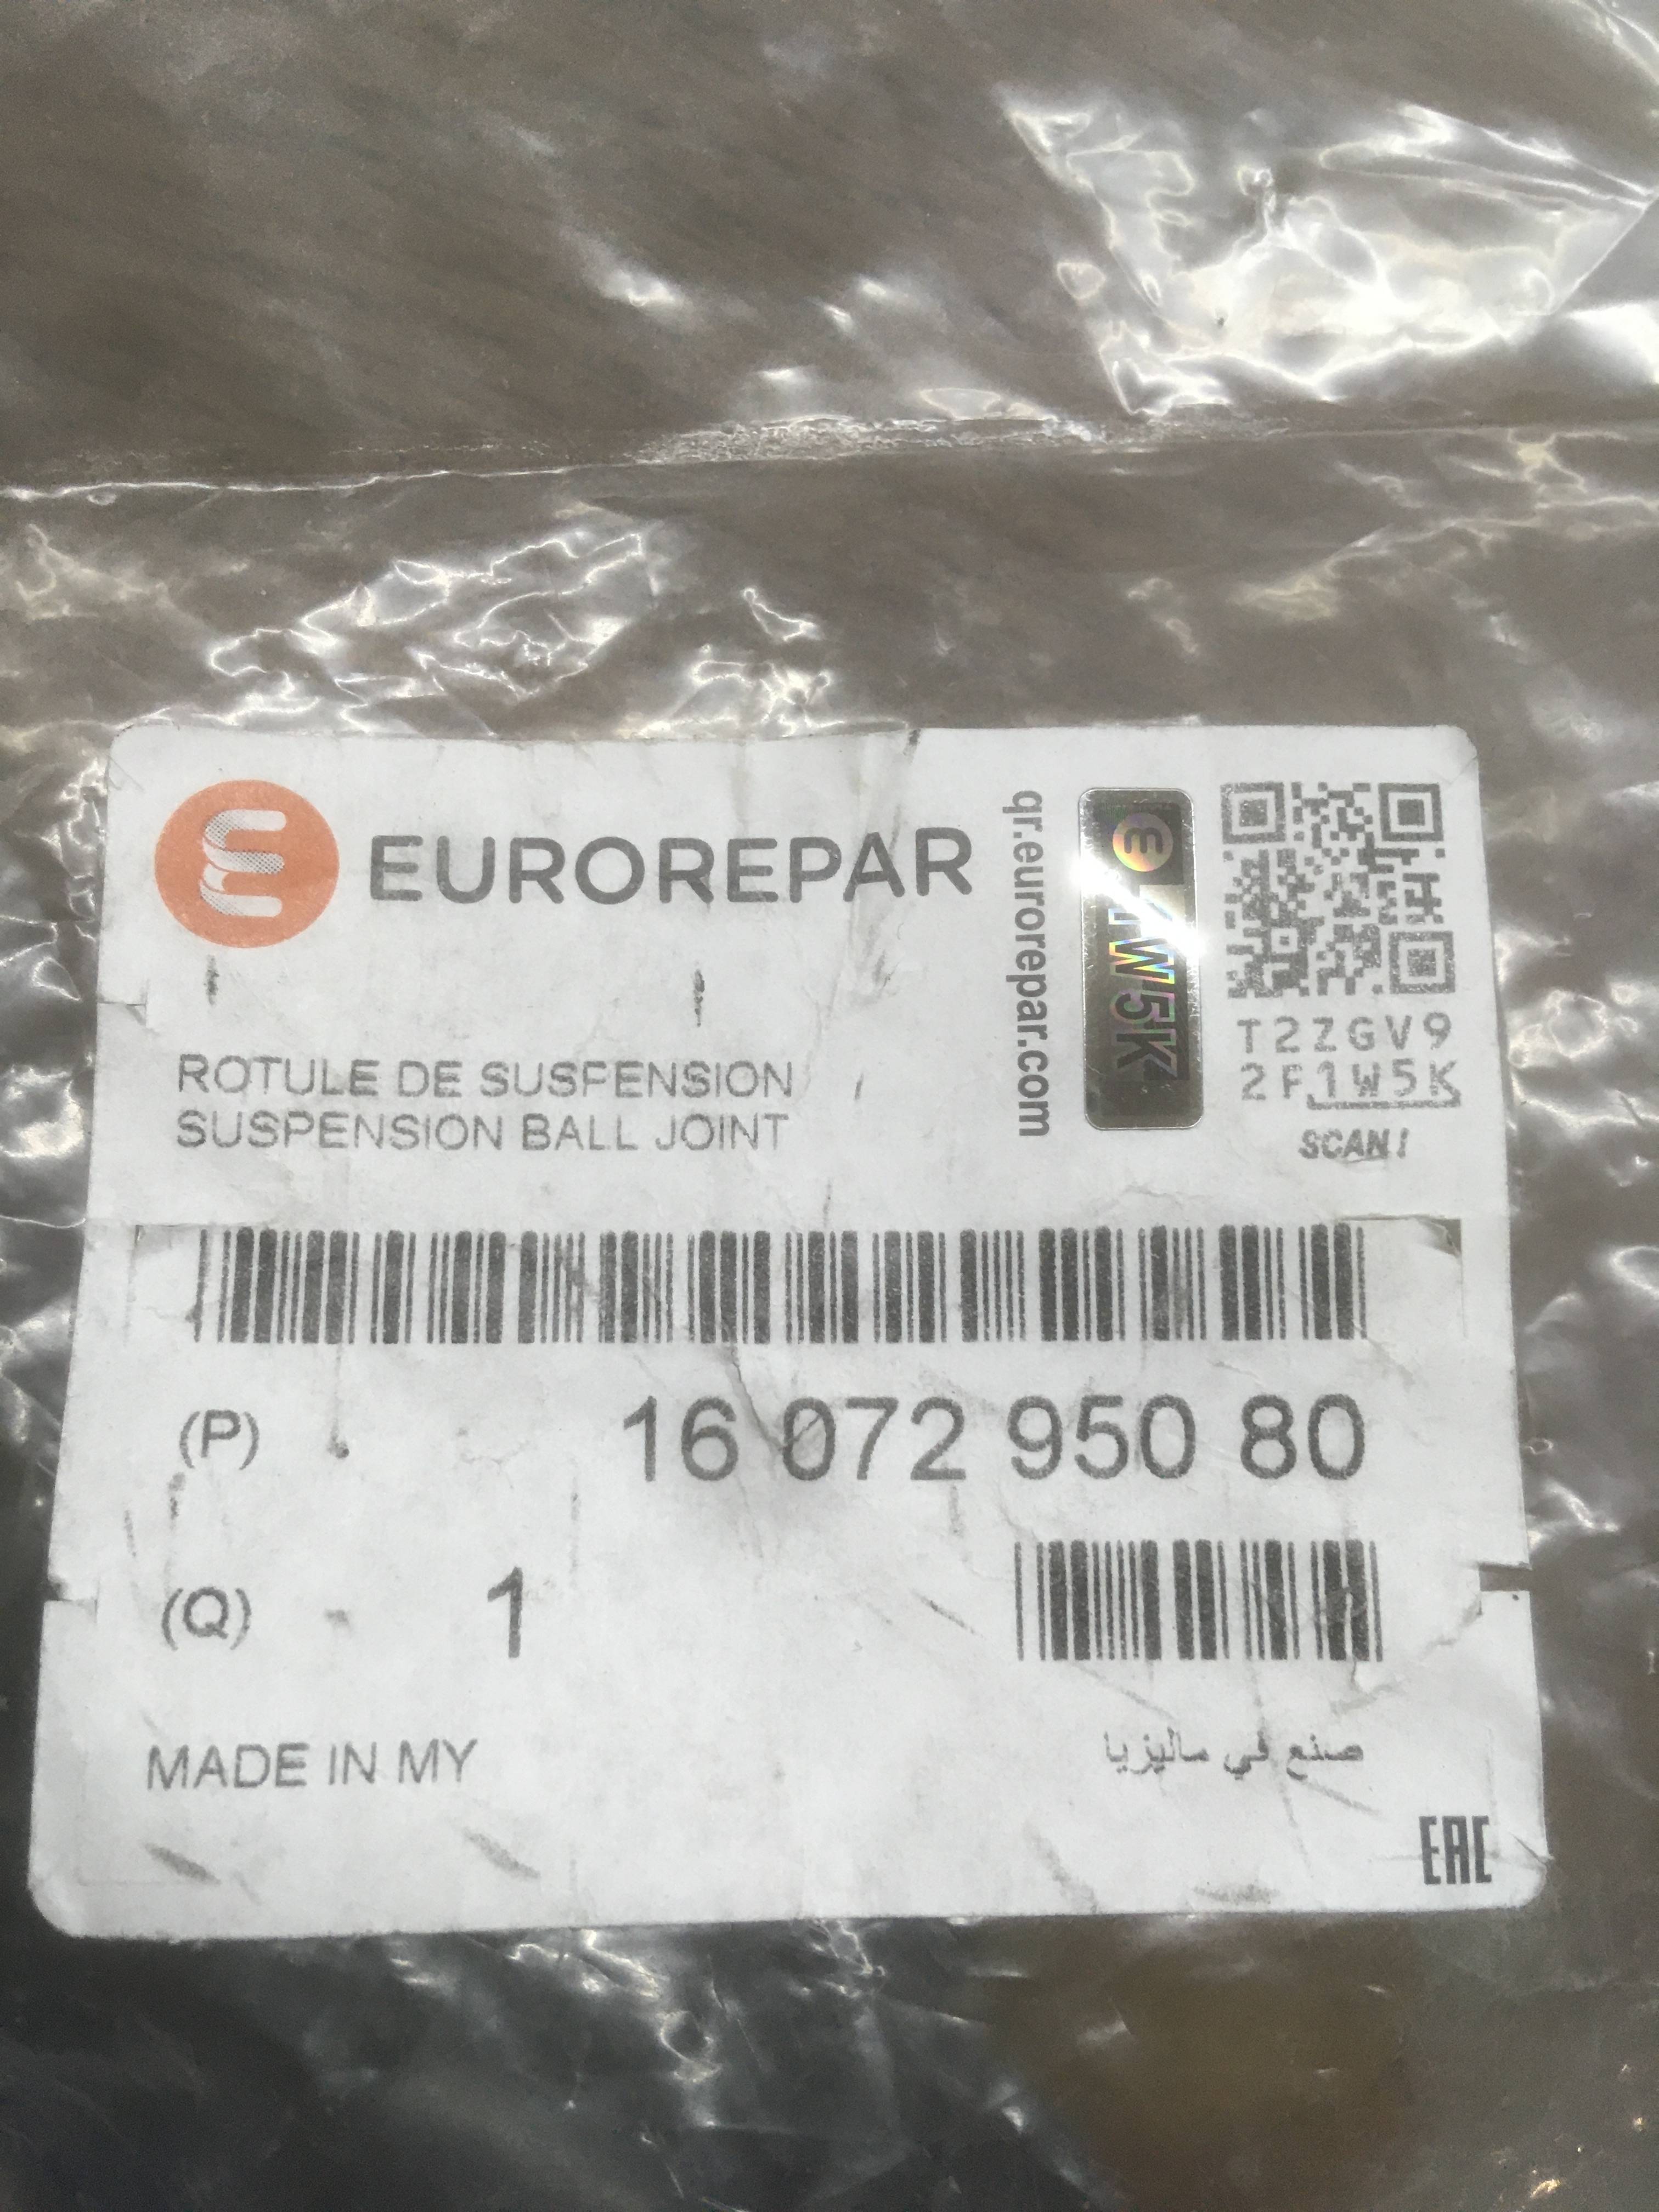 EUROREPAR
qr.eurorepar.com
1W5K
T2ZGV9
2F1W5K
SCAN!
ROTULE DE SUSPENSION
SUSPENSION BALL JOINT
(P) 16 072 950 80
(Q) 1
MADE IN MY
صنع في ماليزيا
EAC